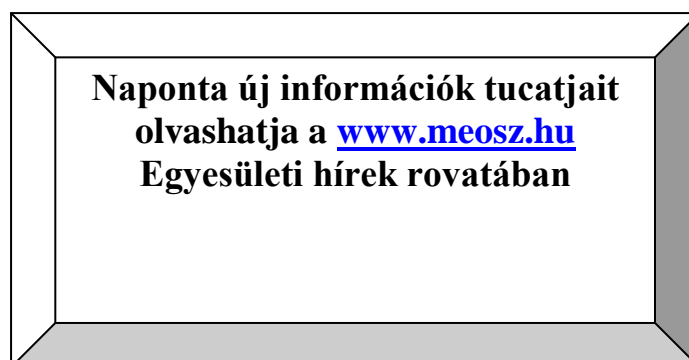 Naponta új információk tucatjait
olvashatja a www.meosz.hu
Egyesületi hírek rovatában